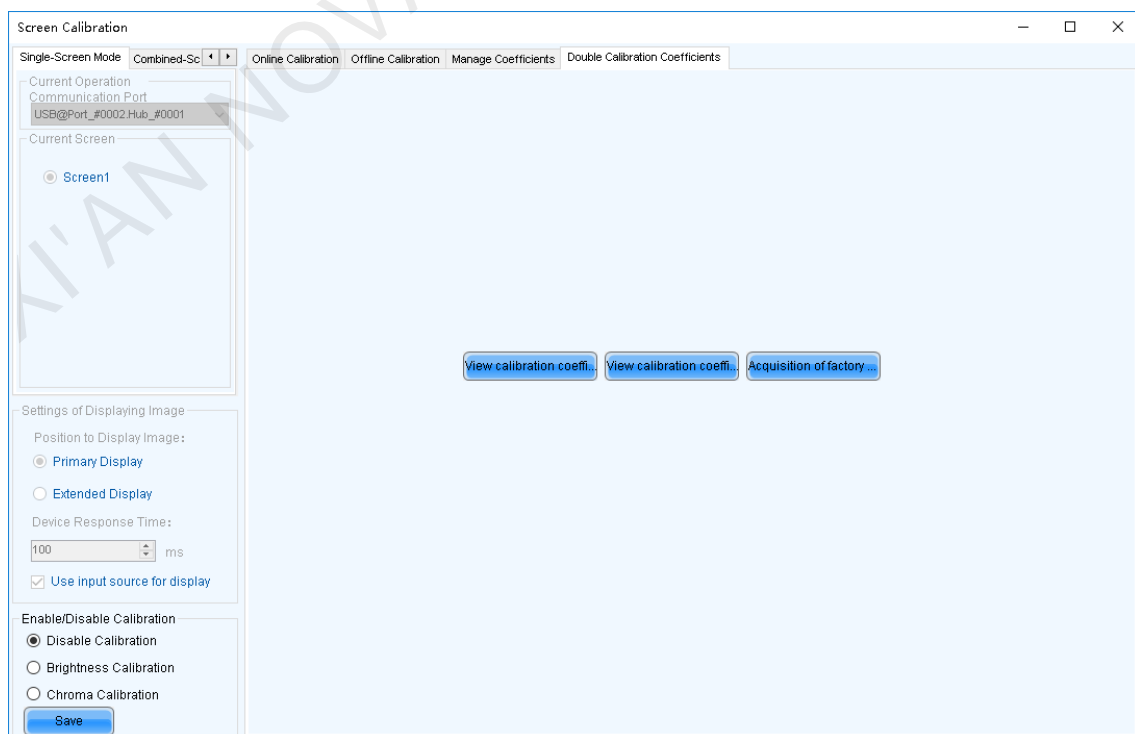 Screen Calibration
Single-Screen Mode
Combined-Sc
Online Calibration
Offline Calibration
Manage Coefficients
Double Calibration Coefficients
Current Operation
Communication Port
USB@Port_#0002.Hub_#0001
Current Screen
Screen1
View calibration coeffi...
View calibration coeffi...
Acquisition of factory ...
Settings of Displaying Image
Position to Display Image:
Primary Display
Extended Display
Device Response Time:
100
ms
Use input source for display
Enable/Disable Calibration
Disable Calibration
Brightness Calibration
Chroma Calibration
Save
XI'AN NOVA